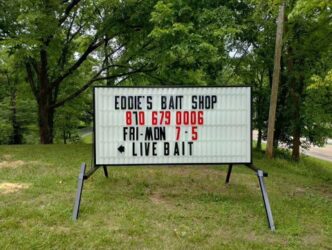 EDDIE'S BAIT SHOP
870 679 0006
FRI-MON 7-5
LIVE BAIT